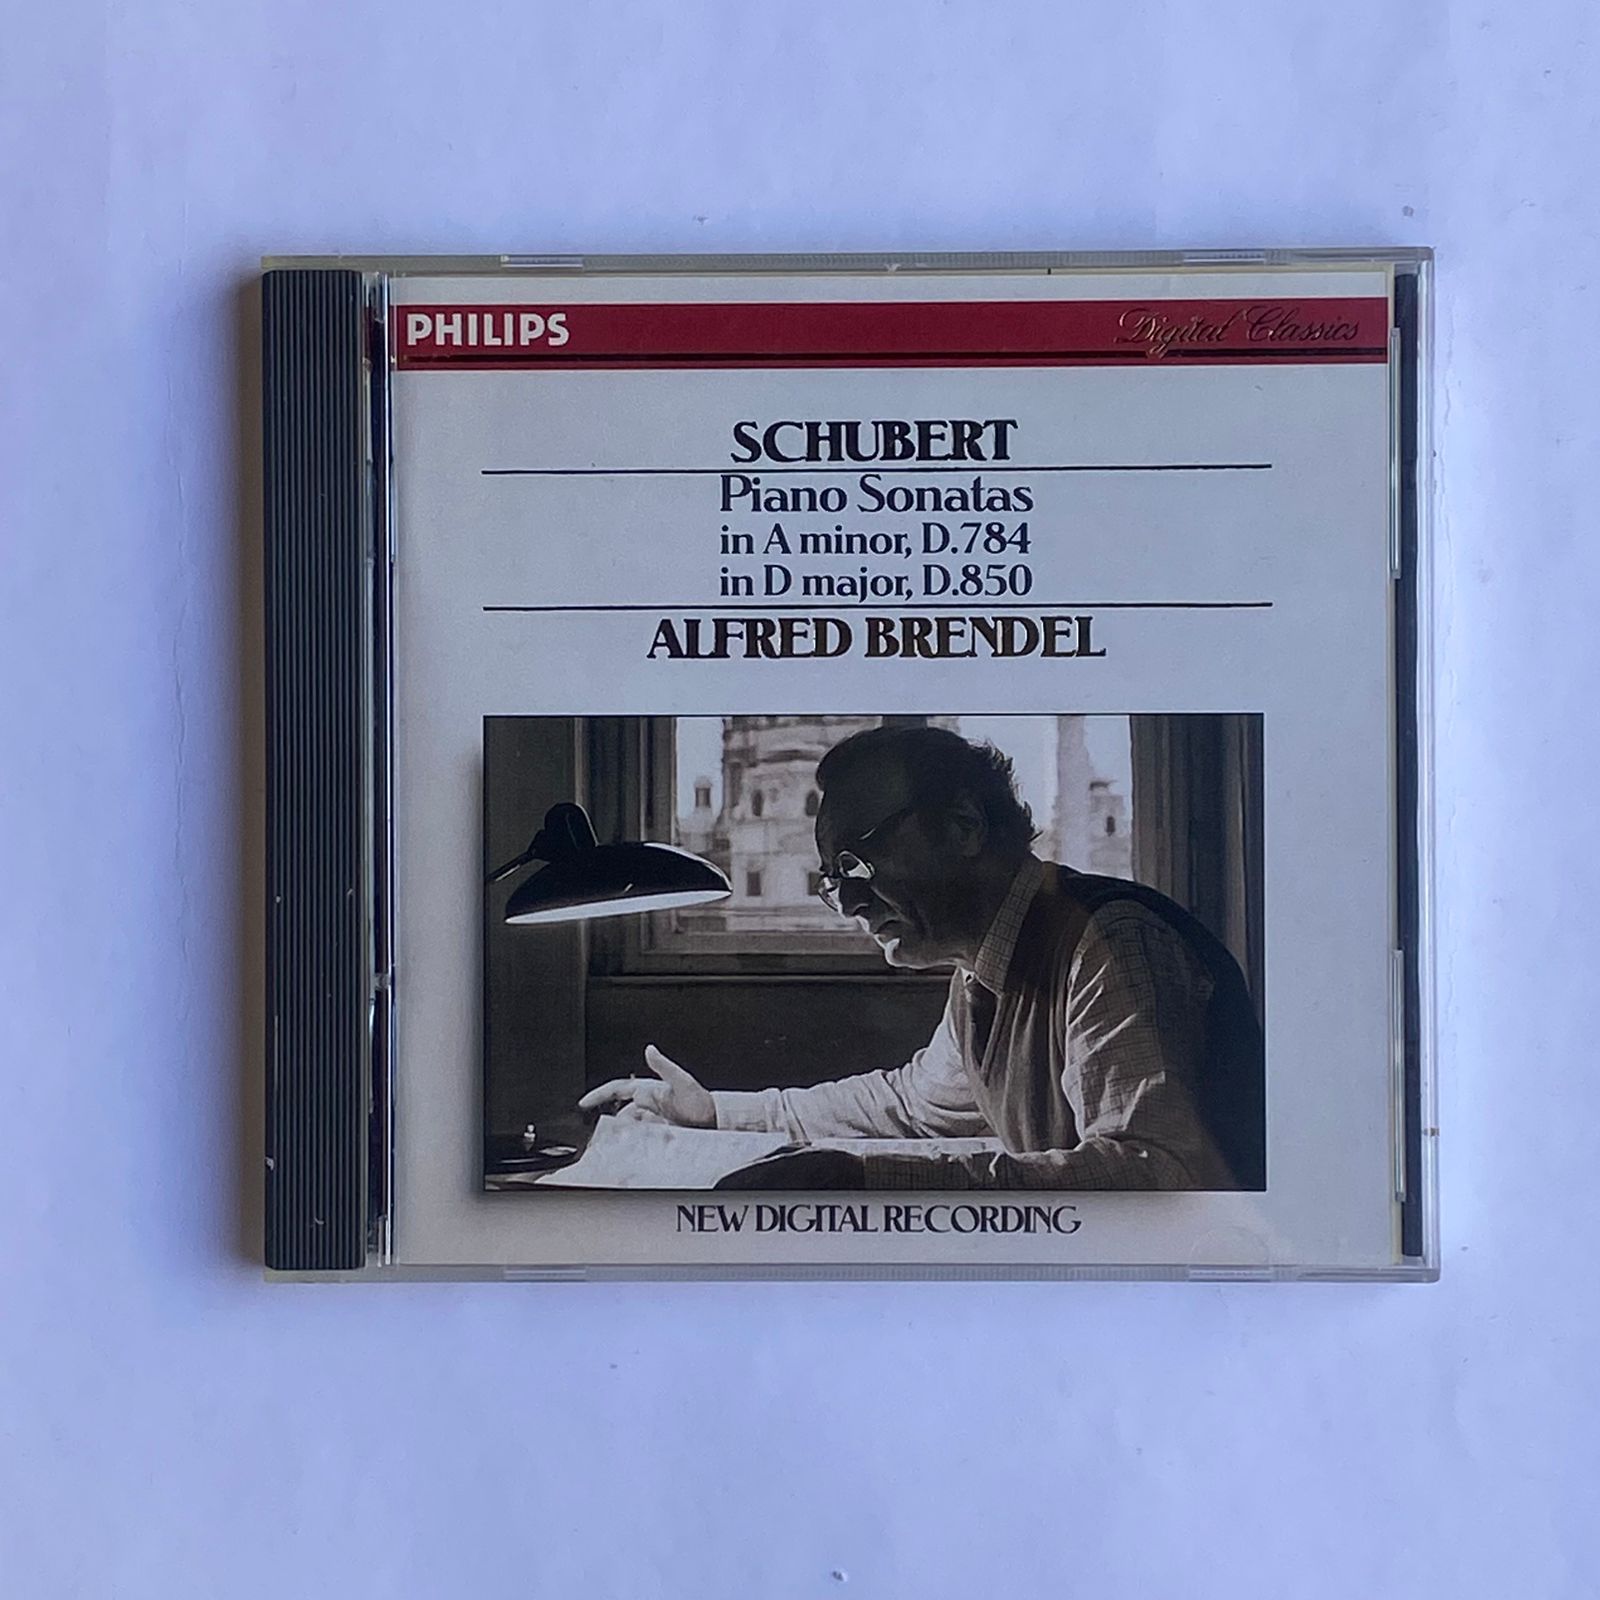 PHILIPS
Digital Classics
SCHUBERT
Piano Sonatas
in A minor, D.784
in D major, D.850
ALFRED BRENDEL
NEW DIGITAL RECORDING